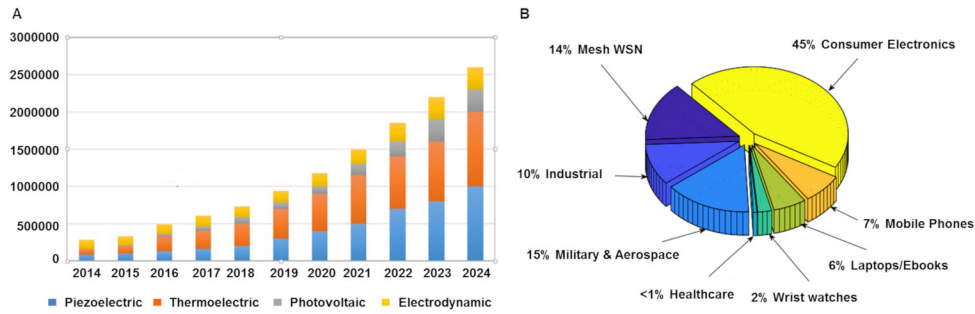 A
3000000
2500000
2000000
1500000
1000000
500000
0
2014 2015 2016 2017 2018 2019 2020 2021 2022 2023 2024
Piezoelectric Thermoelectric Photovoltaic Electrodynamic
B
14% Mesh WSN
45% Consumer Electronics
10% Industrial
7% Mobile Phones
15% Military & Aerospace
6% Laptops/Ebooks
<1% Healthcare
2% Wrist watches